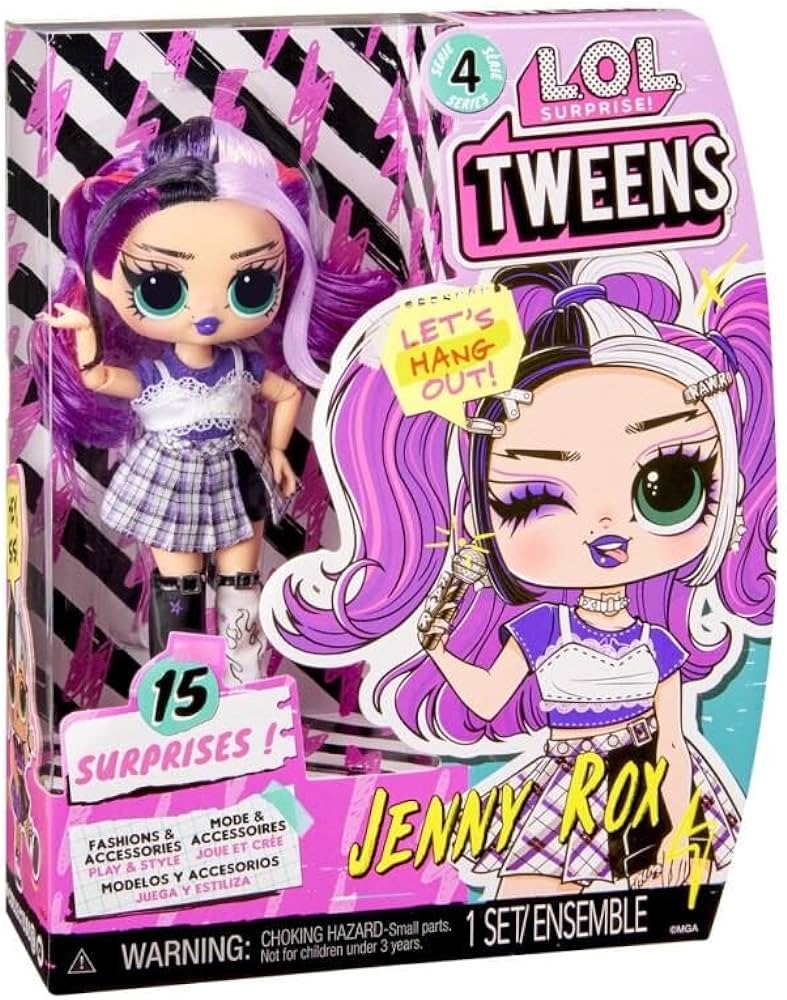 SERIE
SÉRIE
4
SERIES
L.O.L.
SURPRISE!
TWEENS
LET'S
HANG
OUT!
RAWR
15
SURPRISES !
FASHIONS &
ACCESSORIES
PLAY & STYLE
MODE &
ACCESSOIRES
JOUE ET CRÉE
MODELOS Y ACCESORIOS
JUEGA Y ESTILIZA
JENNY ROX
WARNING: CHOKING HAZARD-Small parts.
Not for children under 3 years.
1 SET/ENSEMBLE
©MGA